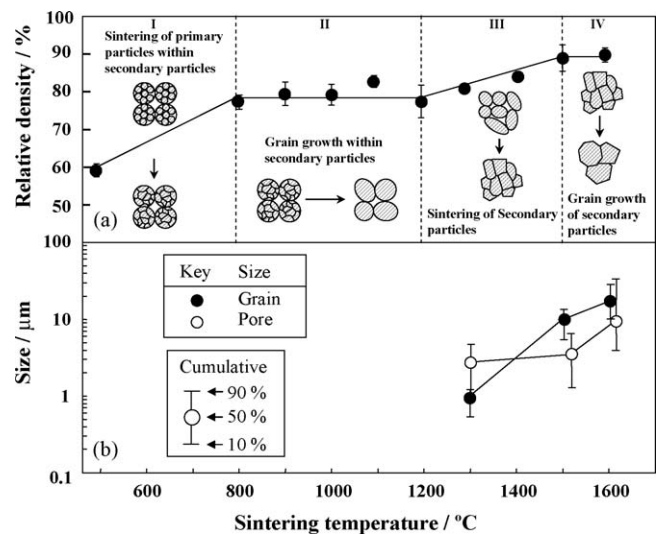 I
II
III
IV
100
90
80
70
60
50
Relative density / %
Sintering of primary
particles within
secondary particles
Grain growth within
secondary particles
Sintering of Secondary
particles
Grain growth
of secondary
particles
(a)
100
10
1
0.1
Size / μm
Key Size
Grain
Pore
Cumulative
90 %
50 %
10 %
(b)
600 800 1000 1200 1400 1600
Sintering temperature / °C